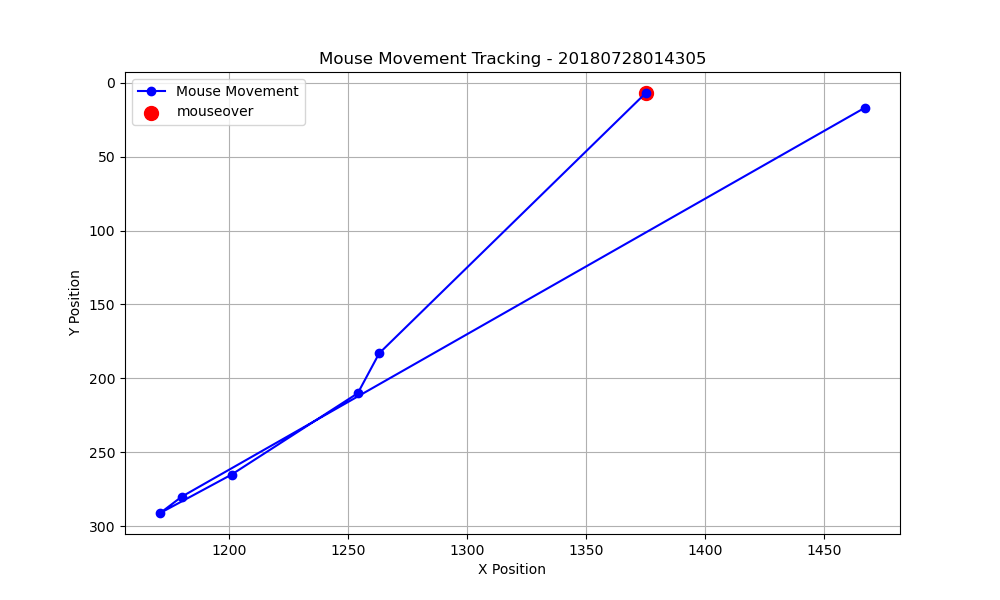 Mouse Movement Tracking - 20180728014305
Mouse Movement
mouseover
0
50
100
150
200
250
300
Y Position
1200 1250 1300 1350 1400 1450
X Position